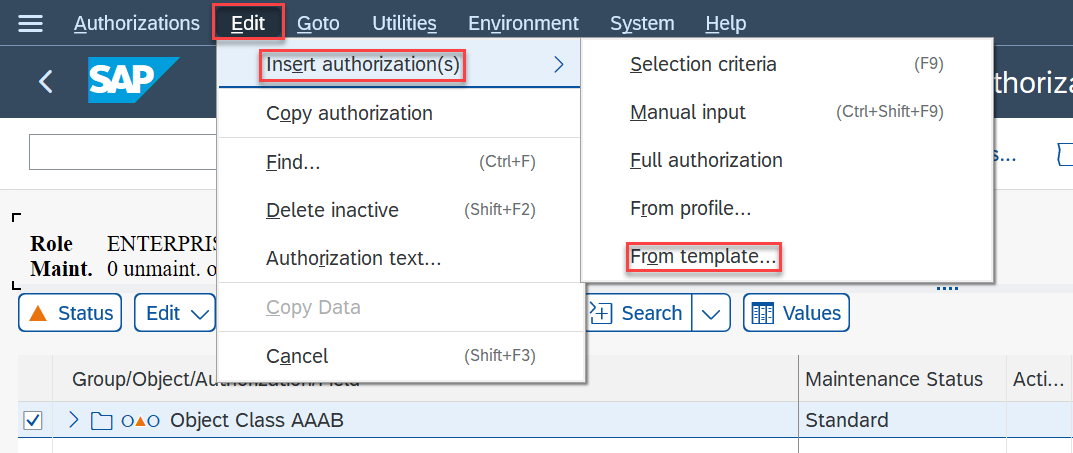 Authorizations Edit Goto Utilities Environment System Help
Insert authorization(s)
Copy authorization
Find... (Ctrl+F)
Delete inactive (Shift+F2)
Authorization text...
Copy Data
Cancel (Shift+F3)
Selection criteria (F9)
Manual input (Ctrl+Shift+F9)
Full authorization
From profile...
From template...
SAP
Role ENTERPRIS
Maint. 0 unmaint. o
Status Edit Search Values
Group/Object/Authorization/Field Maintenance Status Acti...
Object Class AAAB Standard